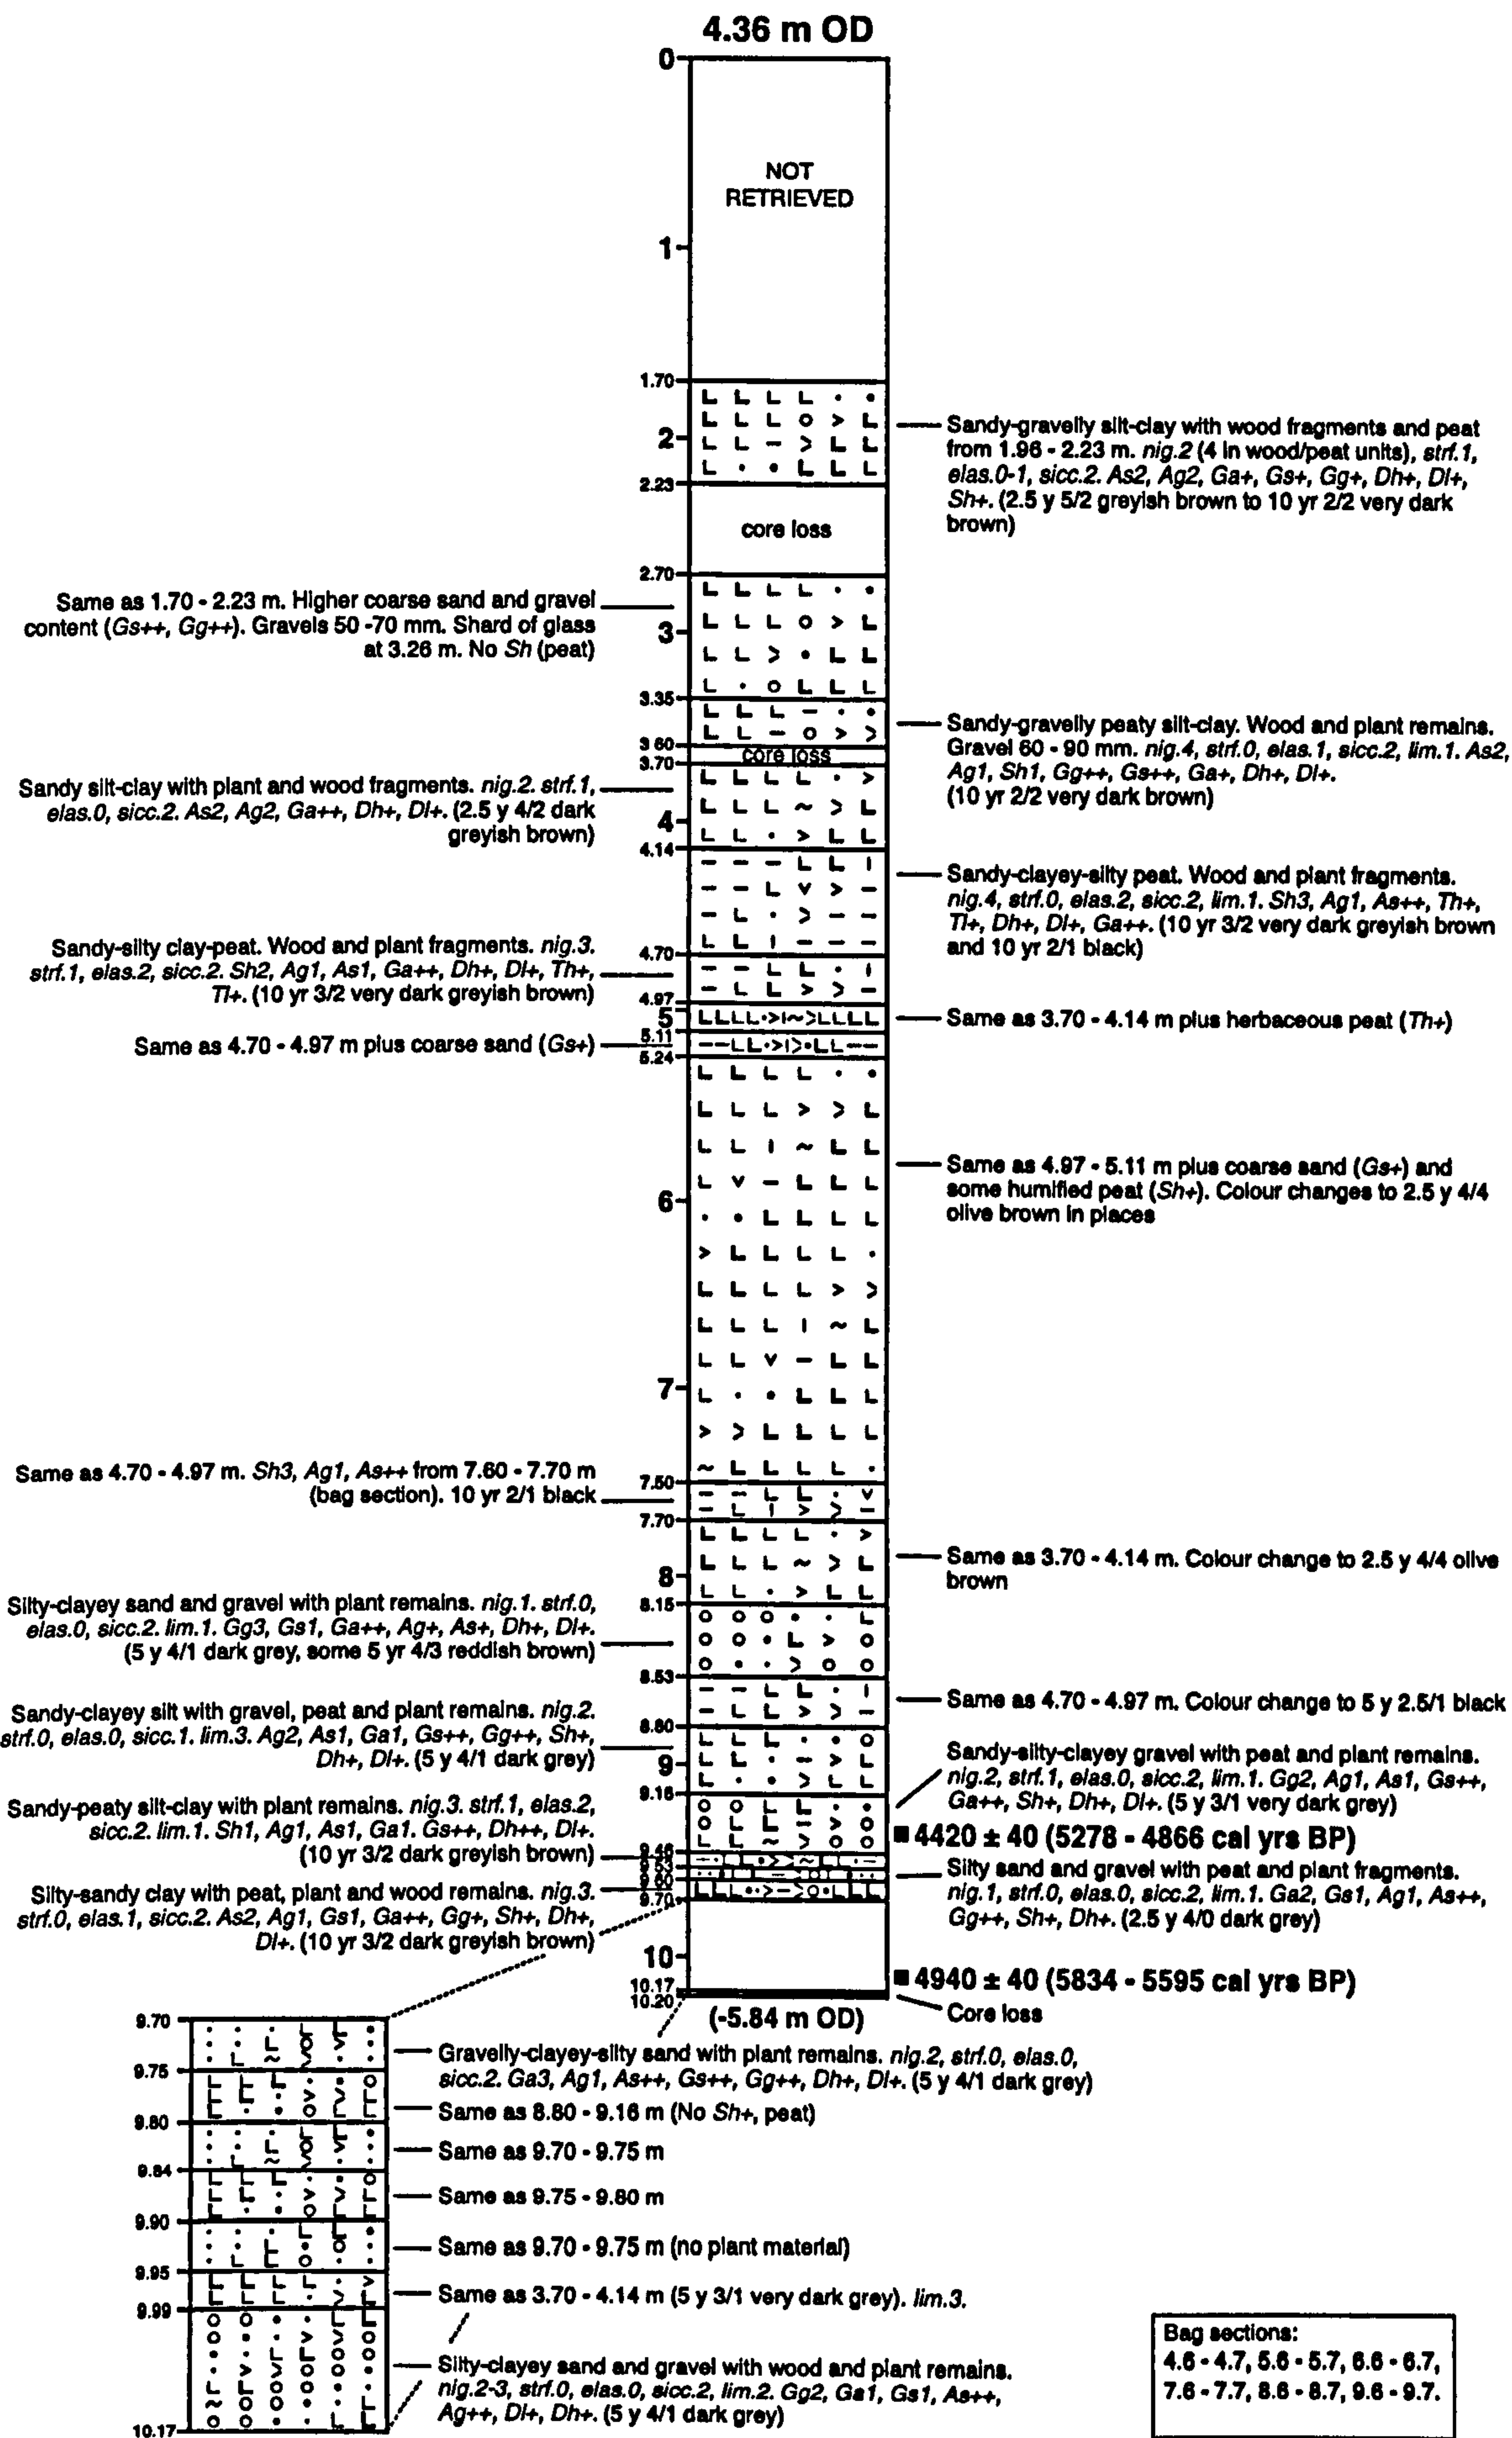 4.36 m OD
0
NOT
RETRIEVED
1
1.70
Sandy-gravelly silt-clay with wood fragments and peat
from 1.96 - 2.23 m. nig.2 (4 in wood/peat units), strf.1,
elas.0-1, sicc.2. As2, Ag2, Ga+, Gs+, Gg+, Dh+, Dl+,
Sh+. (2.5 y 5/2 greyish brown to 10 yr 2/2 very dark
brown)
2
2.23
core loss
2.70
Same as 1.70 - 2.23 m. Higher coarse sand and gravel
content (Gs++, Gg++). Gravels 50 -70 mm. Shard of glass
at 3.26 m. No Sh (peat)
3
3.35
Sandy-gravelly peaty silt-clay. Wood and plant remains.
Gravel 60 - 90 mm. nig.4, strf.0, elas.1, sicc.2, lim.1. As2,
Ag1, Sh1, Gg++, Gs++, Ga+, Dh+, Dl+.
(10 yr 2/2 very dark brown)
3.60
core loss
3.70
Sandy silt-clay with plant and wood fragments. nig.2. strf.1,
elas.0, sicc.2. As2, Ag2, Ga++, Dh+, Dl+. (2.5 y 4/2 dark
greyish brown)
4
4.14
Sandy-clayey-silty peat. Wood and plant fragments.
nig.4, strf.0, elas.2, sicc.2, lim.1. Sh3, Ag1, As++, Th+,
Tl+, Dh+, Dl+, Ga++. (10 yr 3/2 very dark greyish brown
and 10 yr 2/1 black)
4.70
Sandy-silty clay-peat. Wood and plant fragments. nig.3.
strf.1, elas.2, sicc.2. Sh2, Ag1, As1, Ga++, Dh+, Dl+, Th+,
Tl+. (10 yr 3/2 very dark greyish brown)
4.97
5
Same as 3.70 - 4.14 m plus herbaceous peat (Th+)
5.11
Same as 4.70 - 4.97 m plus coarse sand (Gs+)
5.24
Same as 4.97 - 5.11 m plus coarse sand (Gs+) and
some humified peat (Sh+). Colour changes to 2.5 y 4/4
olive brown in places
6
7
7.50
Same as 4.70 - 4.97 m. Sh3, Ag1, As++ from 7.60 - 7.70 m
(bag section). 10 yr 2/1 black
7.70
Same as 3.70 - 4.14 m. Colour change to 2.5 y 4/4 olive
brown
8
8.15
Silty-clayey sand and gravel with plant remains. nig.1. strf.0,
elas.0, sicc.2. lim.1. Gg3, Gs1, Ga++, Ag+, As+, Dh+, Dl+.
(5 y 4/1 dark grey, some 5 yr 4/3 reddish brown)
8.53
Same as 4.70 - 4.97 m. Colour change to 5 y 2.5/1 black
8.80
Sandy-clayey silt with gravel, peat and plant remains. nig.2.
strf.0, elas.0, sicc.1. lim.3. Ag2, As1, Ga1, Gs++, Gg++, Sh+,
Dh+, Dl+. (5 y 4/1 dark grey)
9
9.16
Sandy-silty-clayey gravel with peat and plant remains.
nig.2, strf.1, elas.0, sicc.2, lim.1. Gg2, Ag1, As1, Gs++,
Ga++, Sh+, Dh+, Dl+. (5 y 3/1 very dark grey)
4420 ± 40 (5278 - 4866 cal yrs BP)
Sandy-peaty silt-clay with plant remains. nig.3. strf.1, elas.2,
sicc.2. lim.1. Sh1, Ag1, As1, Ga1. Gs++, Dh++, Dl+.
(10 yr 3/2 dark greyish brown)
9.46
9.53
9.60
9.70
Silty sand and gravel with peat and plant fragments.
nig.1, strf.0, elas.0, sicc.2, lim.1. Ga2, Gs1, Ag1, As++,
Gg++, Sh+, Dh+. (2.5 y 4/0 dark grey)
Silty-sandy clay with peat, plant and wood remains. nig.3.
strf.0, elas.1, sicc.2. As2, Ag1, Gs1, Ga++, Gg+, Sh+, Dh+,
Dl+. (10 yr 3/2 dark greyish brown)
10
10.17
10.20
4940 ± 40 (5834 - 5595 cal yrs BP)
Core loss
(-5.84 m OD)
9.70
Gravelly-clayey-silty sand with plant remains. nig.2, strf.0, elas.0,
sicc.2. Ga3, Ag1, As++, Gs++, Gg++, Dh+, Dl+. (5 y 4/1 dark grey)
9.75
Same as 8.80 - 9.16 m (No Sh+, peat)
9.80
Same as 9.70 - 9.75 m
9.84
Same as 9.75 - 9.80 m
9.90
Same as 9.70 - 9.75 m (no plant material)
9.95
Same as 3.70 - 4.14 m (5 y 3/1 very dark grey). lim.3.
9.99
Silty-clayey sand and gravel with wood and plant remains.
nig.2-3, strf.0, elas.0, sicc.2, lim.2. Gg2, Ga1, Gs1, As++,
Ag++, Dl+, Dh+. (5 y 4/1 dark grey)
10.17
Bag sections:
4.6 - 4.7, 5.6 - 5.7, 6.6 - 6.7,
7.6 - 7.7, 8.6 - 8.7, 9.6 - 9.7.